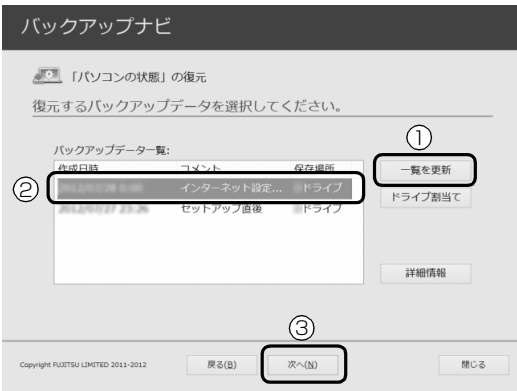 バックアップナビ
「パソコンの状態」の復元
復元するバックアップデータを選択してください。
①
バックアップデータ一覧:
作成日時 コメント 保存場所
一覧を更新
②
インターネット設定... ドライブ
ドライブ割当て
セットアップ直後 ドライブ
詳細情報
③
Copyright FUJITSU LIMITED 2011-2012
戻る(B)
次へ(N)
閉じる